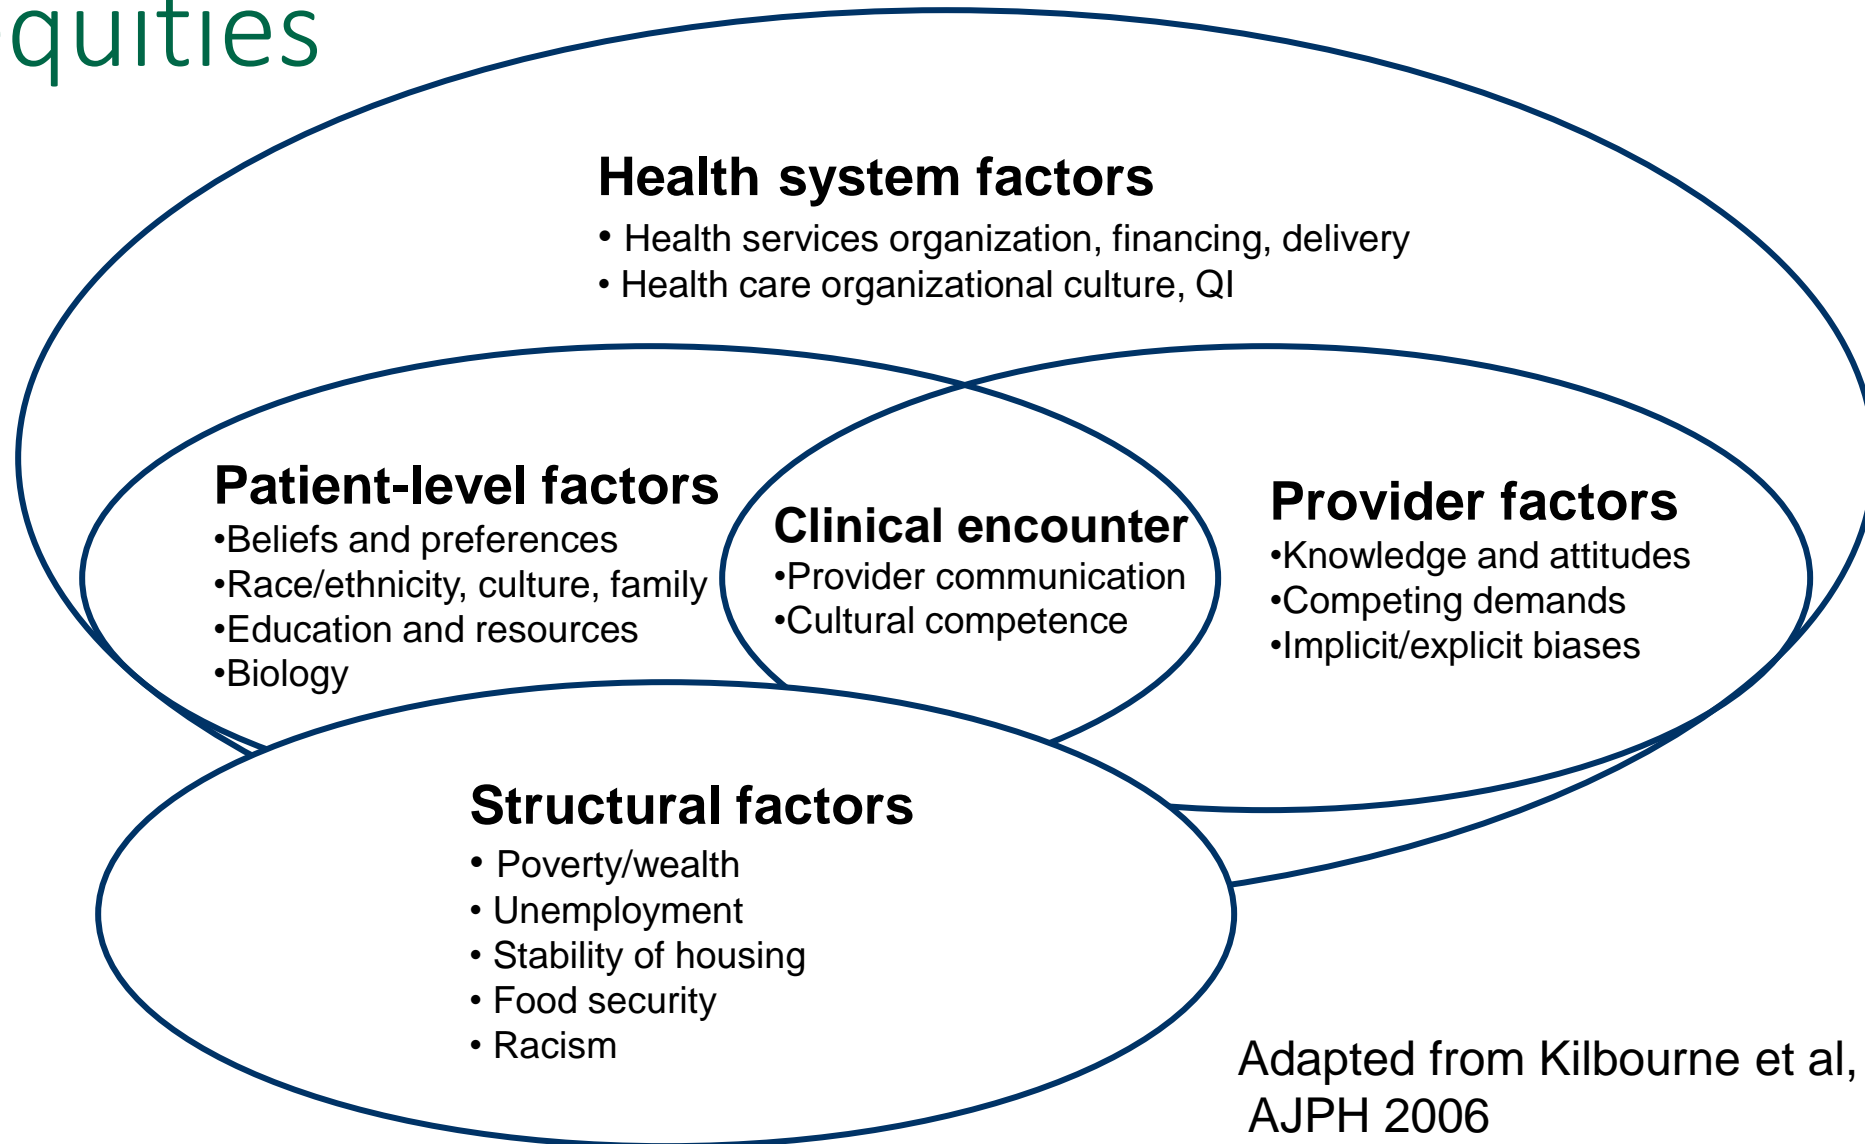 quities
Health system factors
• Health services organization, financing, delivery
• Health care organizational culture, QI
Patient-level factors
•Beliefs and preferences
•Race/ethnicity, culture, family
•Education and resources
•Biology
Clinical encounter
•Provider communication
•Cultural competence
Provider factors
•Knowledge and attitudes
•Competing demands
•Implicit/explicit biases
Structural factors
• Poverty/wealth
• Unemployment
• Stability of housing
• Food security
• Racism
Adapted from Kilbourne et al,
AJPH 2006